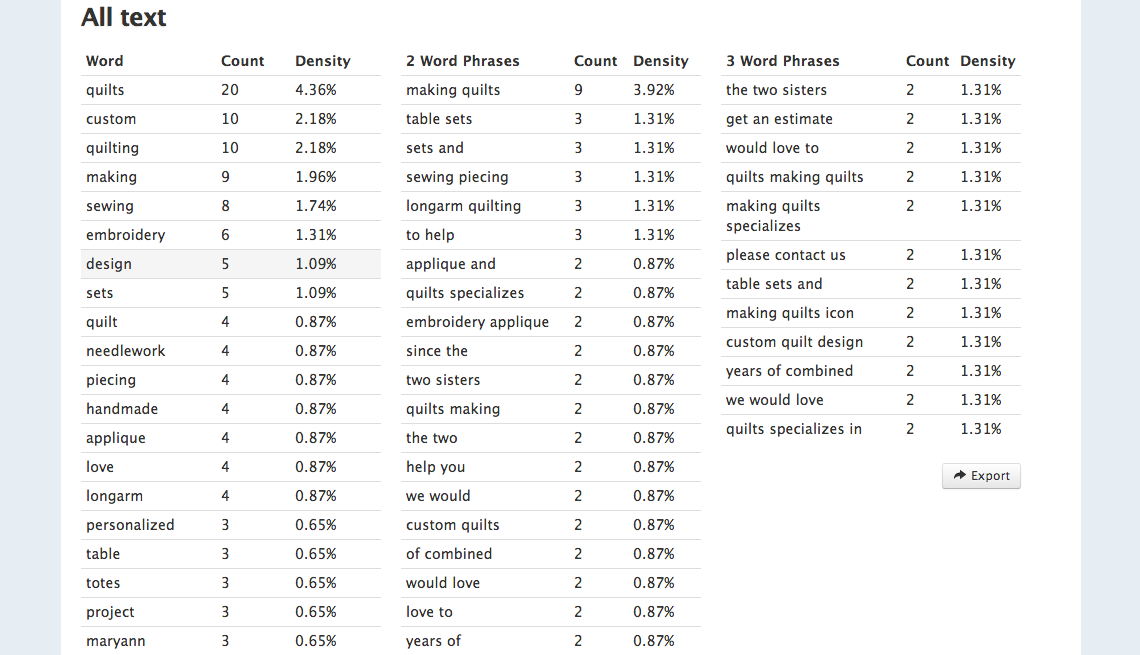 All text
Word Count Density
quilts 20 4.36%
custom 10 2.18%
quilting 10 2.18%
making 9 1.96%
sewing 8 1.74%
embroidery 6 1.31%
design 5 1.09%
sets 5 1.09%
quilt 4 0.87%
needlework 4 0.87%
piecing 4 0.87%
handmade 4 0.87%
applique 4 0.87%
love 4 0.87%
longarm 4 0.87%
personalized 3 0.65%
table 3 0.65%
totes 3 0.65%
project 3 0.65%
maryann 3 0.65%
2 Word Phrases Count Density
making quilts 9 3.92%
table sets 3 1.31%
sets and 3 1.31%
sewing piecing 3 1.31%
longarm quilting 3 1.31%
to help 3 1.31%
applique and 2 0.87%
quilts specializes 2 0.87%
embroidery applique 2 0.87%
since the 2 0.87%
two sisters 2 0.87%
quilts making 2 0.87%
the two 2 0.87%
help you 2 0.87%
we would 2 0.87%
custom quilts 2 0.87%
of combined 2 0.87%
would love 2 0.87%
love to 2 0.87%
years of 2 0.87%
3 Word Phrases Count Density
the two sisters 2 1.31%
get an estimate 2 1.31%
would love to 2 1.31%
quilts making quilts 2 1.31%
making quilts 2 1.31%
specializes
please contact us 2 1.31%
table sets and 2 1.31%
making quilts icon 2 1.31%
custom quilt design 2 1.31%
years of combined 2 1.31%
we would love 2 1.31%
quilts specializes in 2 1.31%
Export